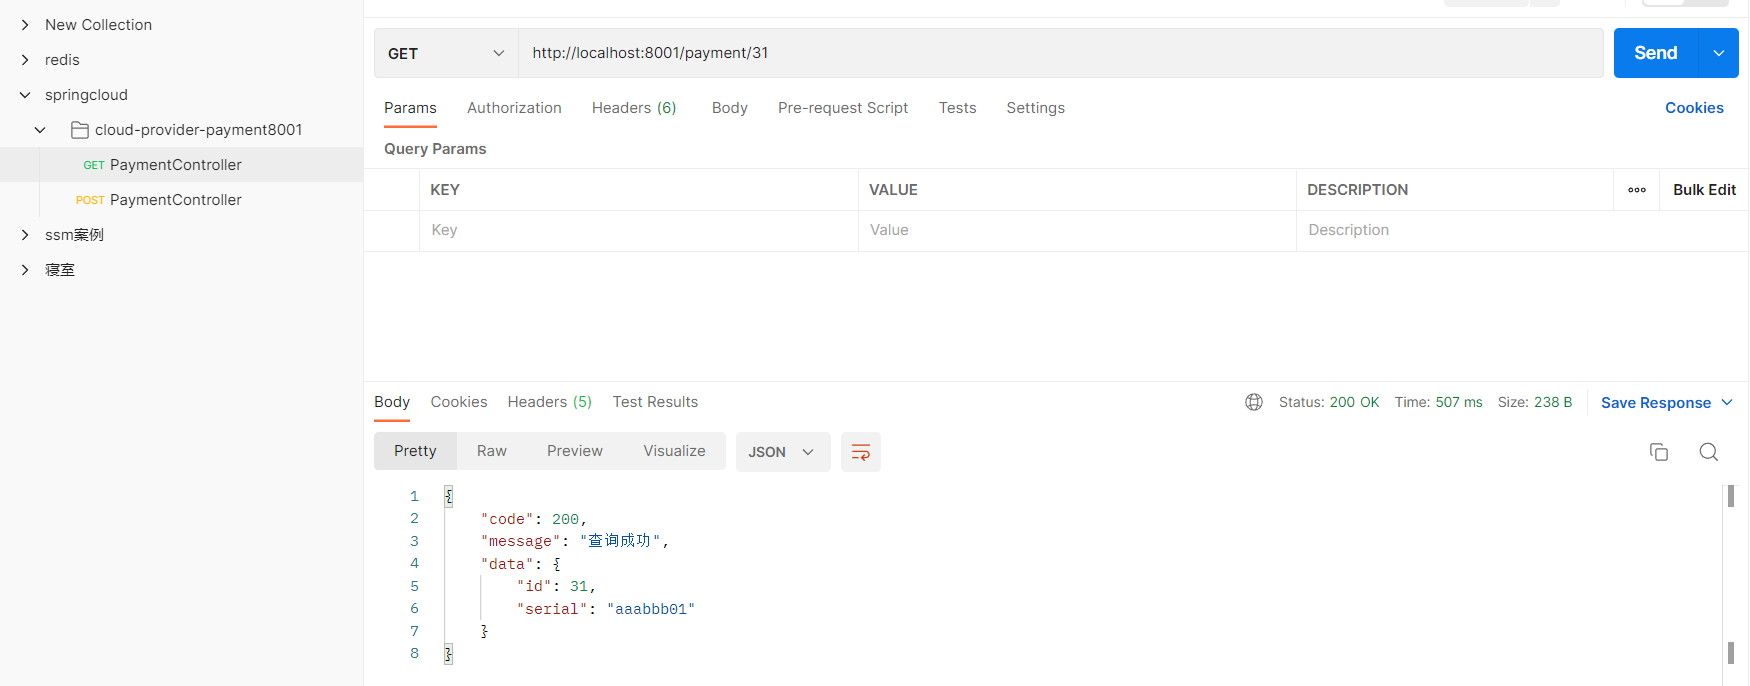 New Collection
redis
springcloud
cloud-provider-payment8001
GET PaymentController
POST PaymentController
ssm案例
寝室
GET http://localhost:8001/payment/31 Send
Params Authorization Headers (6) Body Pre-request Script Tests Settings Cookies
Query Params
KEY VALUE DESCRIPTION Bulk Edit
Key Value Description
Body Cookies Headers (5) Test Results Status: 200 OK Time: 507 ms Size: 238 B Save Response
Pretty Raw Preview Visualize JSON
1 {
2 "code": 200,
3 "message": "查询成功",
4 "data": {
5 "id": 31,
6 "serial": "aaabbb01"
7 }
8 }